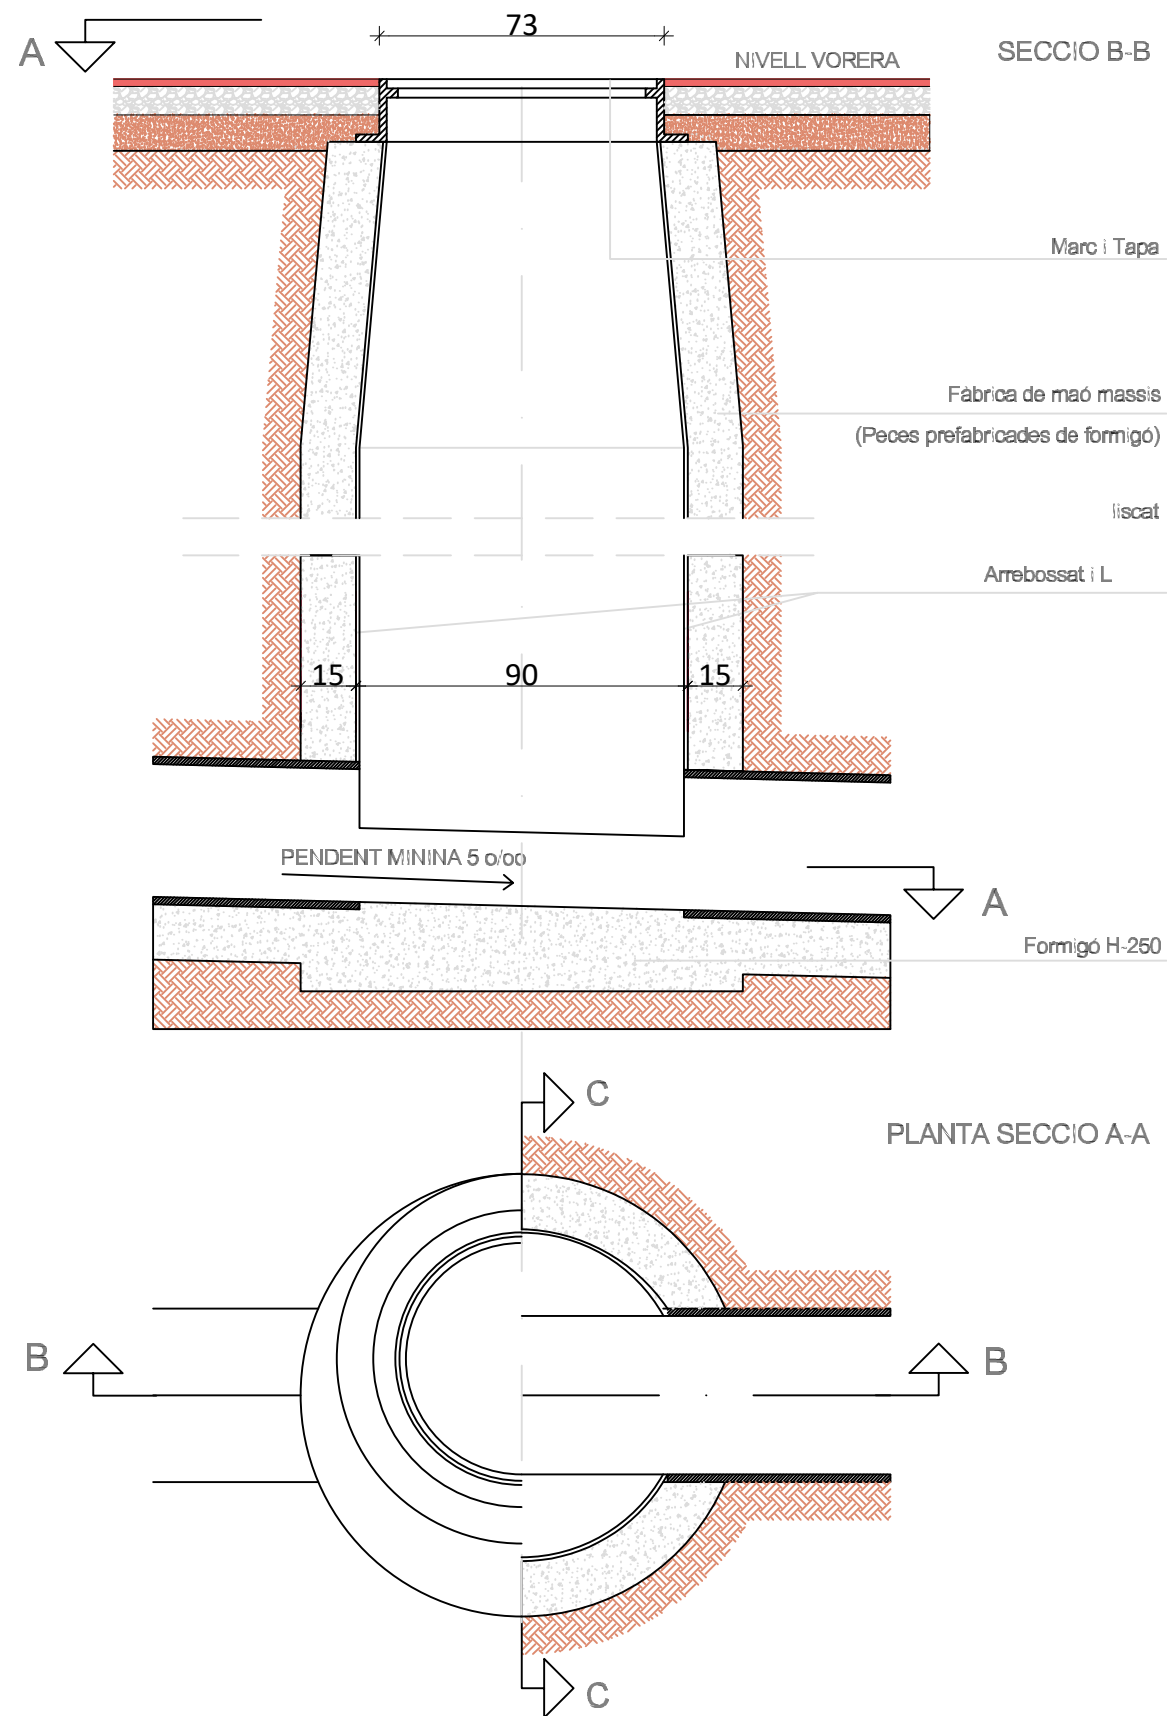 73
A
NIVELL VORERA
SECCIO B-B
Marc i Tapa
Fàbrica de maó massis
(Peces prefabricades de formigó)
liscat
Arrebossat i L
15
90
15
PENDENT MININA 5 o/oo
A
Formigó H-250
C
PLANTA SECCIO A-A
B
B
C